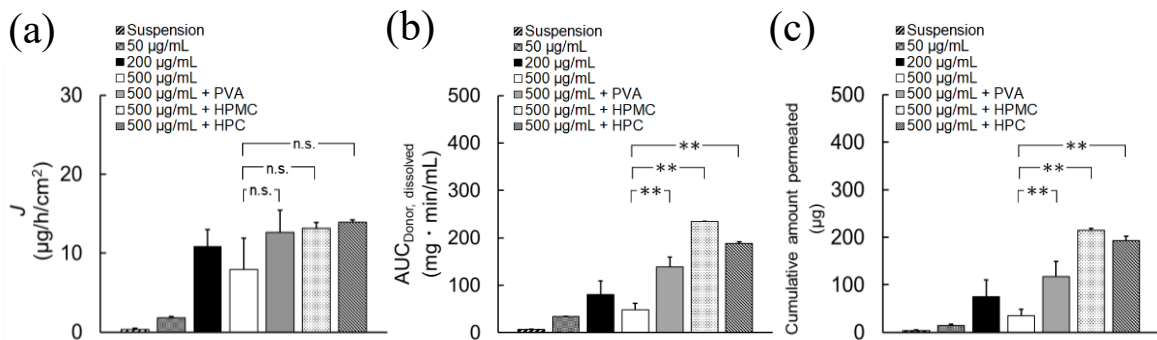 (a)
Suspension
50 µg/mL
200 µg/mL
500 µg/mL
500 µg/mL + PVA
500 µg/mL + HPMC
500 µg/mL + HPC
30
20
10
0
J
(µg/h/cm²)
n.s.
n.s.
n.s.
(b)
Suspension
50 µg/mL
200 µg/mL
500 µg/mL
500 µg/mL + PVA
500 µg/mL + HPMC
500 µg/mL + HPC
500
400
300
200
100
0
AUC Donor, dissolved
(mg・min/mL)
**
**
**
(c)
Suspension
50 µg/mL
200 µg/mL
500 µg/mL
500 µg/mL + PVA
500 µg/mL + HPMC
500 µg/mL + HPC
500
400
300
200
100
0
Cumulative amount permeated
(µg)
**
**
**